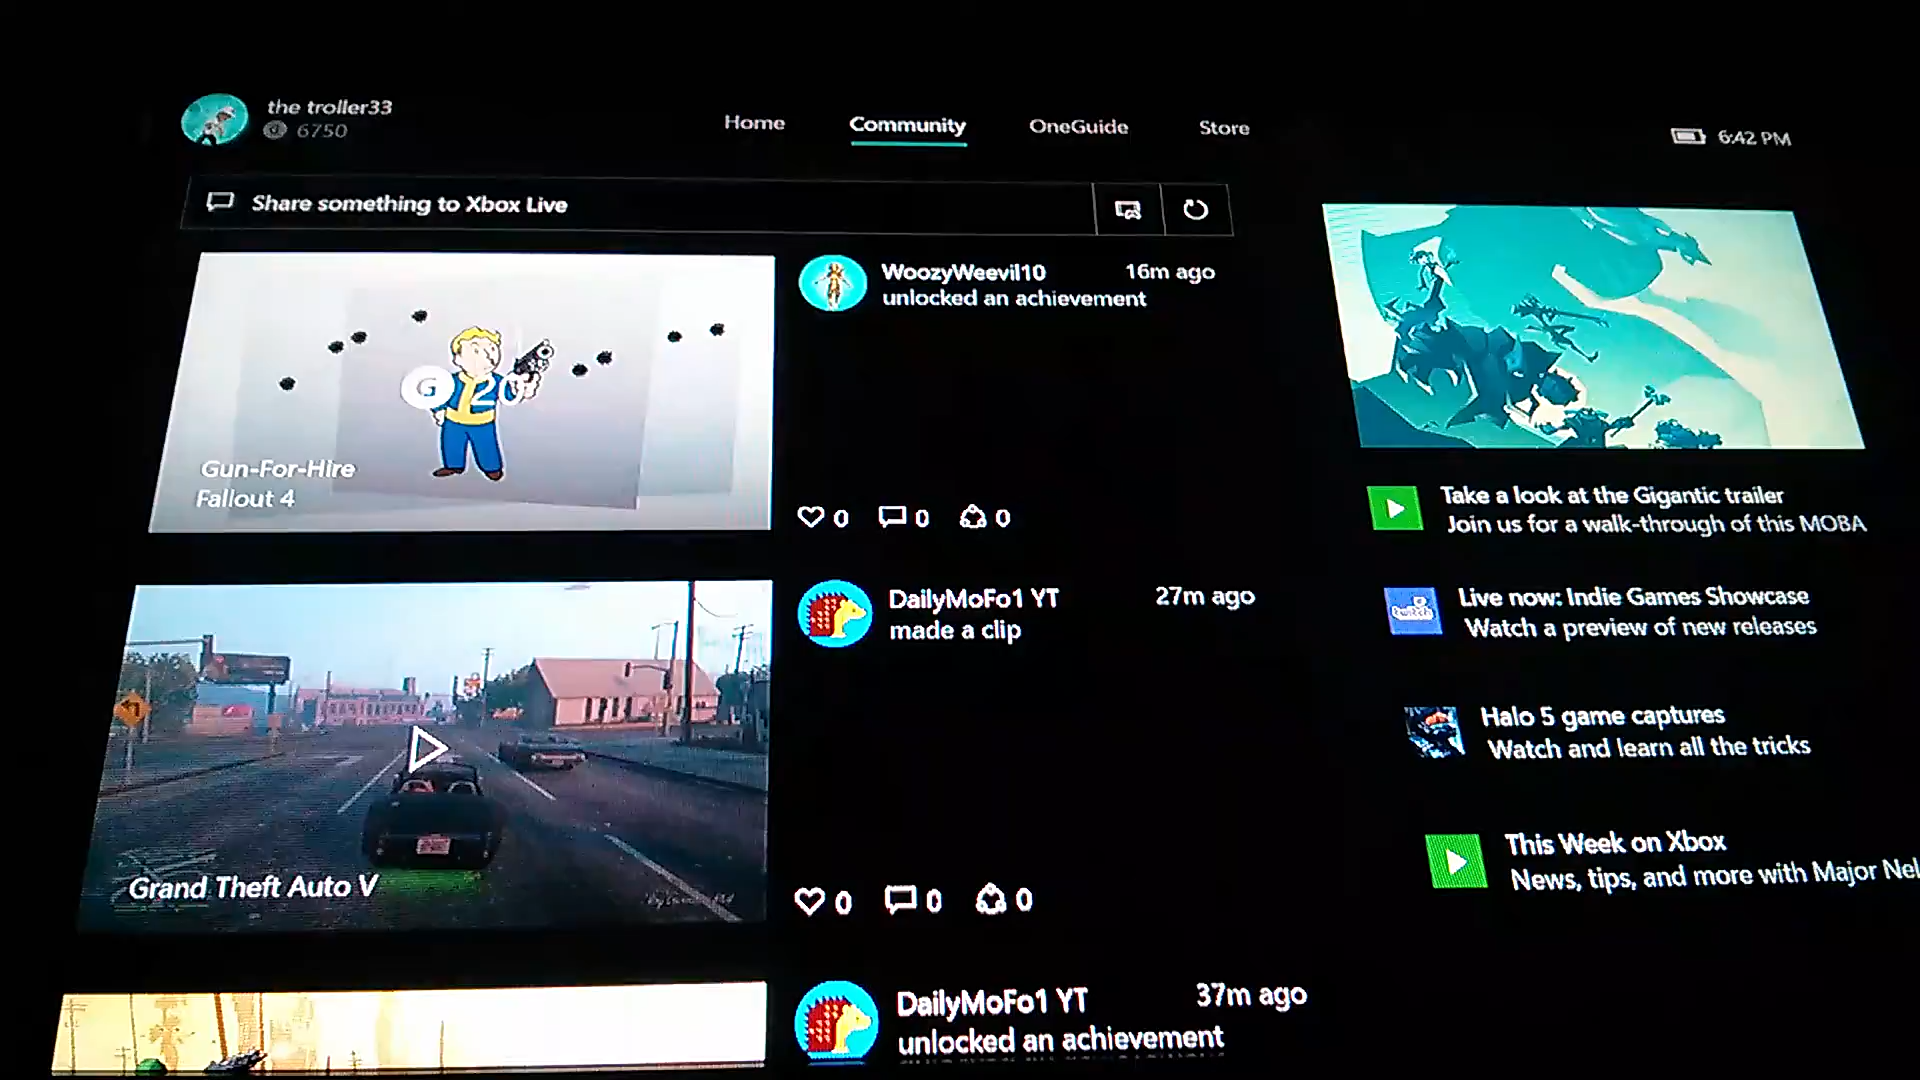 the troller33
6750
Home
Community
OneGuide
Store
6:42 PM
Share something to Xbox Live
G 20
Gun-For-Hire
Fallout 4
WoozyWeevil10
16m ago
unlocked an achievement
0
0
0
Grand Theft Auto V
DailyMoFo1 YT
27m ago
made a clip
0
0
0
DailyMoFo1 YT
37m ago
unlocked an achievement
Take a look at the Gigantic trailer
Join us for a walk-through of this MOBA
twitch
Live now: Indie Games Showcase
Watch a preview of new releases
Halo 5 game captures
Watch and learn all the tricks
This Week on Xbox
News, tips, and more with Major Nel